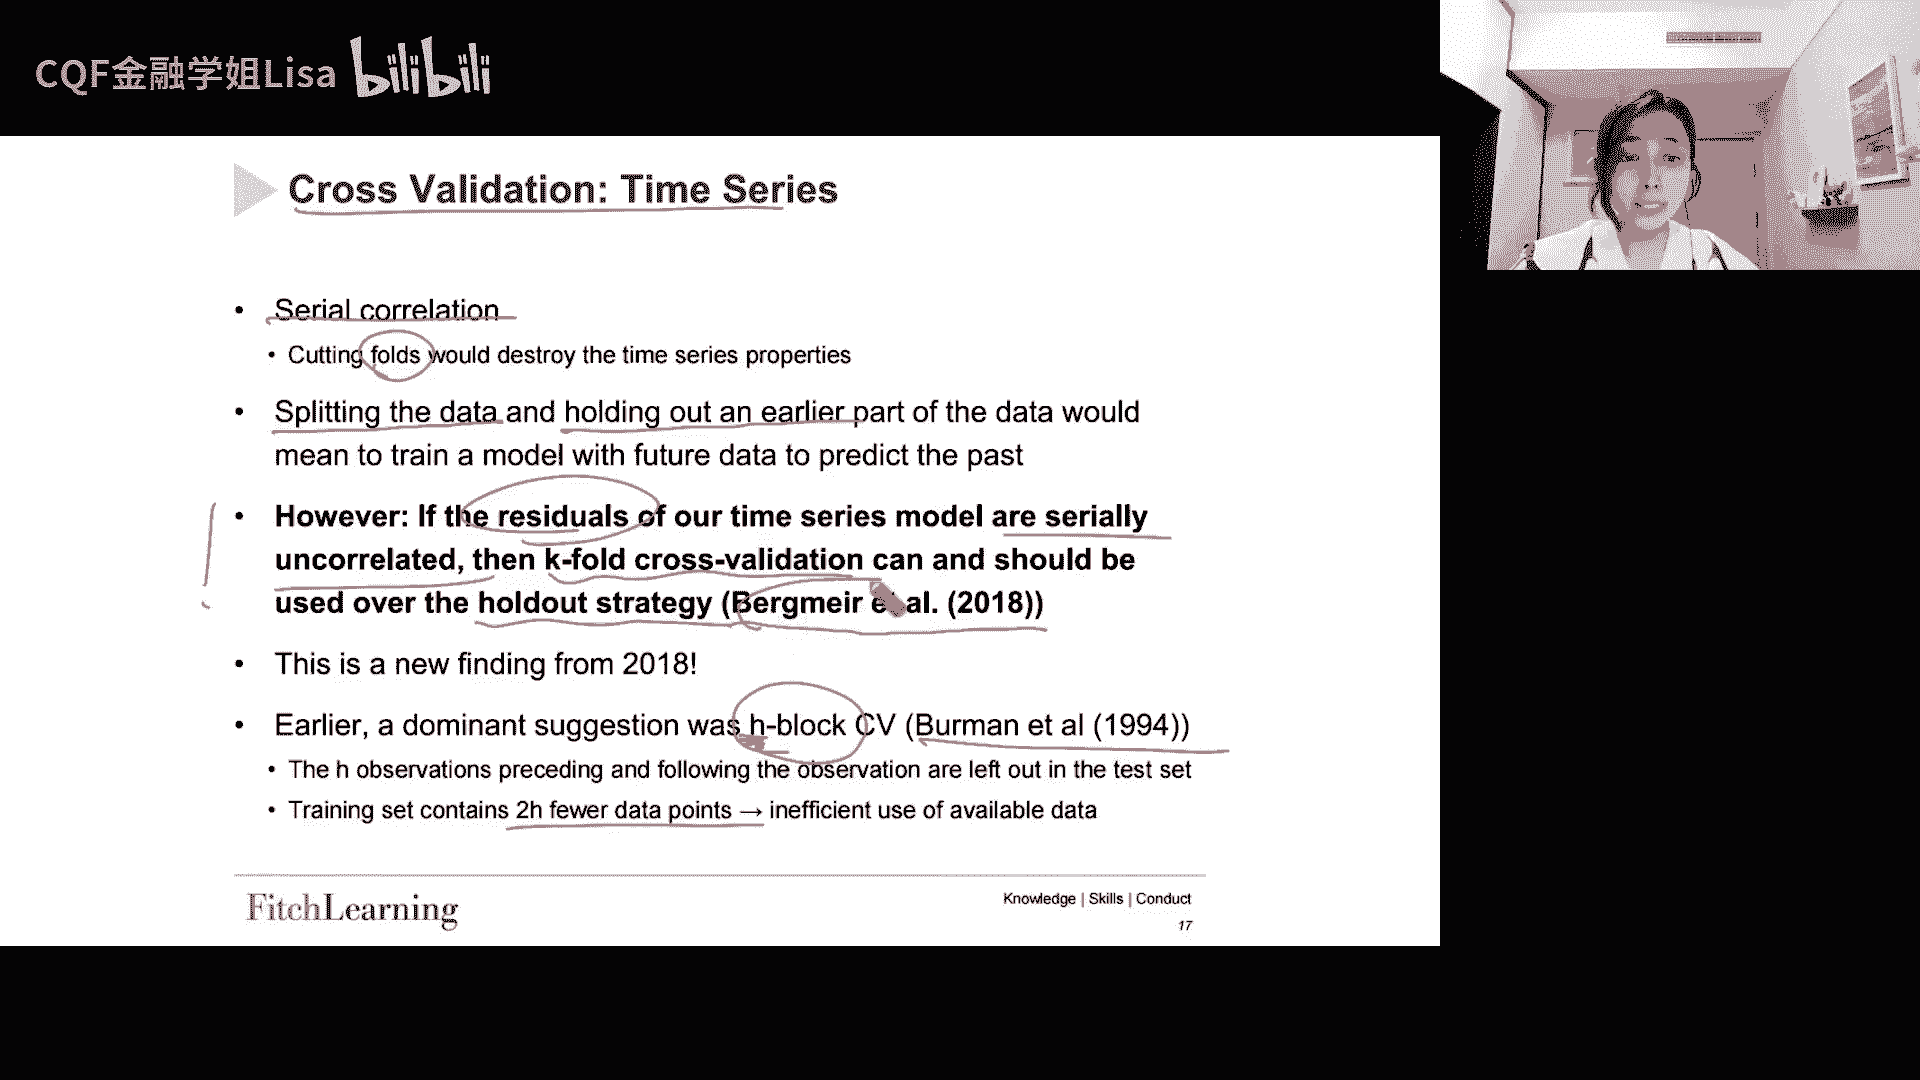 CQF金融学姐Lisa bilibili
Cross Validation: Time Series
• Serial correlation
• Cutting folds would destroy the time series properties
• Splitting the data and holding out an earlier part of the data would
mean to train a model with future data to predict the past
• However: If the residuals of our time series model are serially
uncorrelated, then k-fold cross-validation can and should be
used over the holdout strategy (Bergmeir et al. (2018))
• This is a new finding from 2018!
• Earlier, a dominant suggestion was h-block CV (Burman et al (1994))
• The h observations preceding and following the observation are left out in the test set
• Training set contains 2h fewer data points → inefficient use of available data
FitchLearning
Knowledge | Skills | Conduct
17